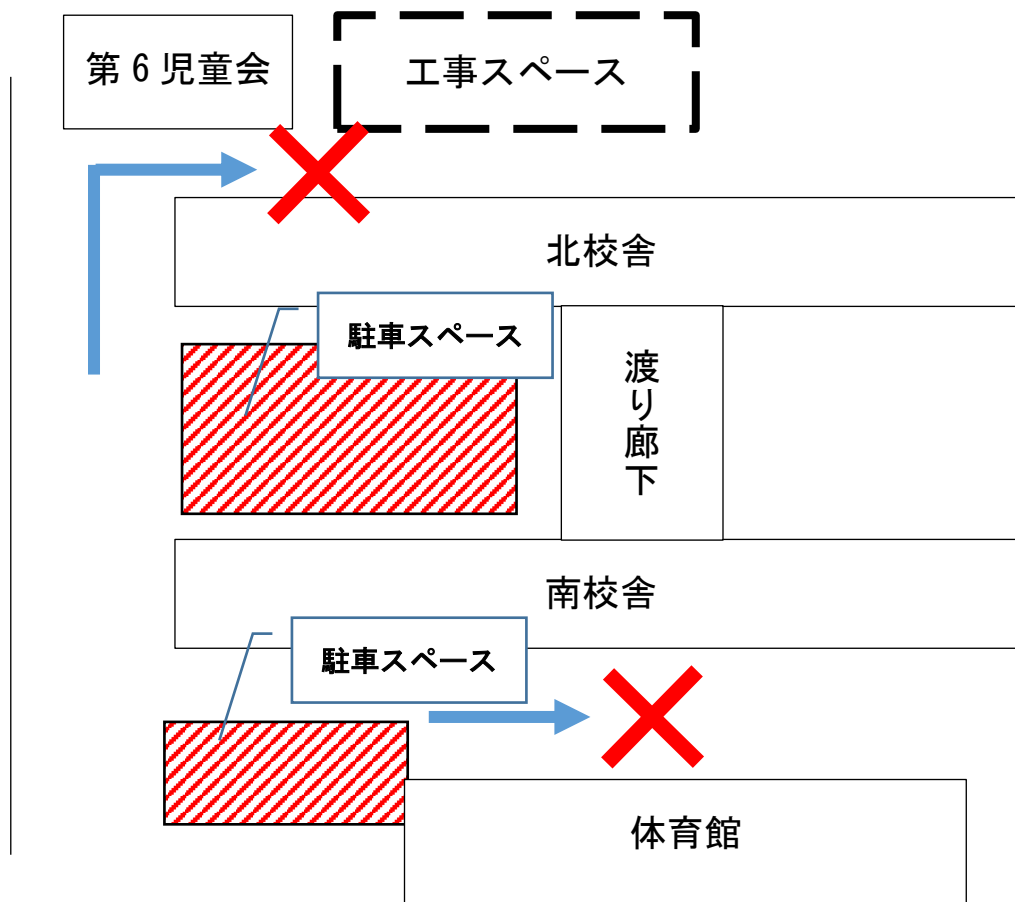 第6児童会
工事スペース
北校舎
駐車スペース
渡り廊下
南校舎
駐車スペース
体育館